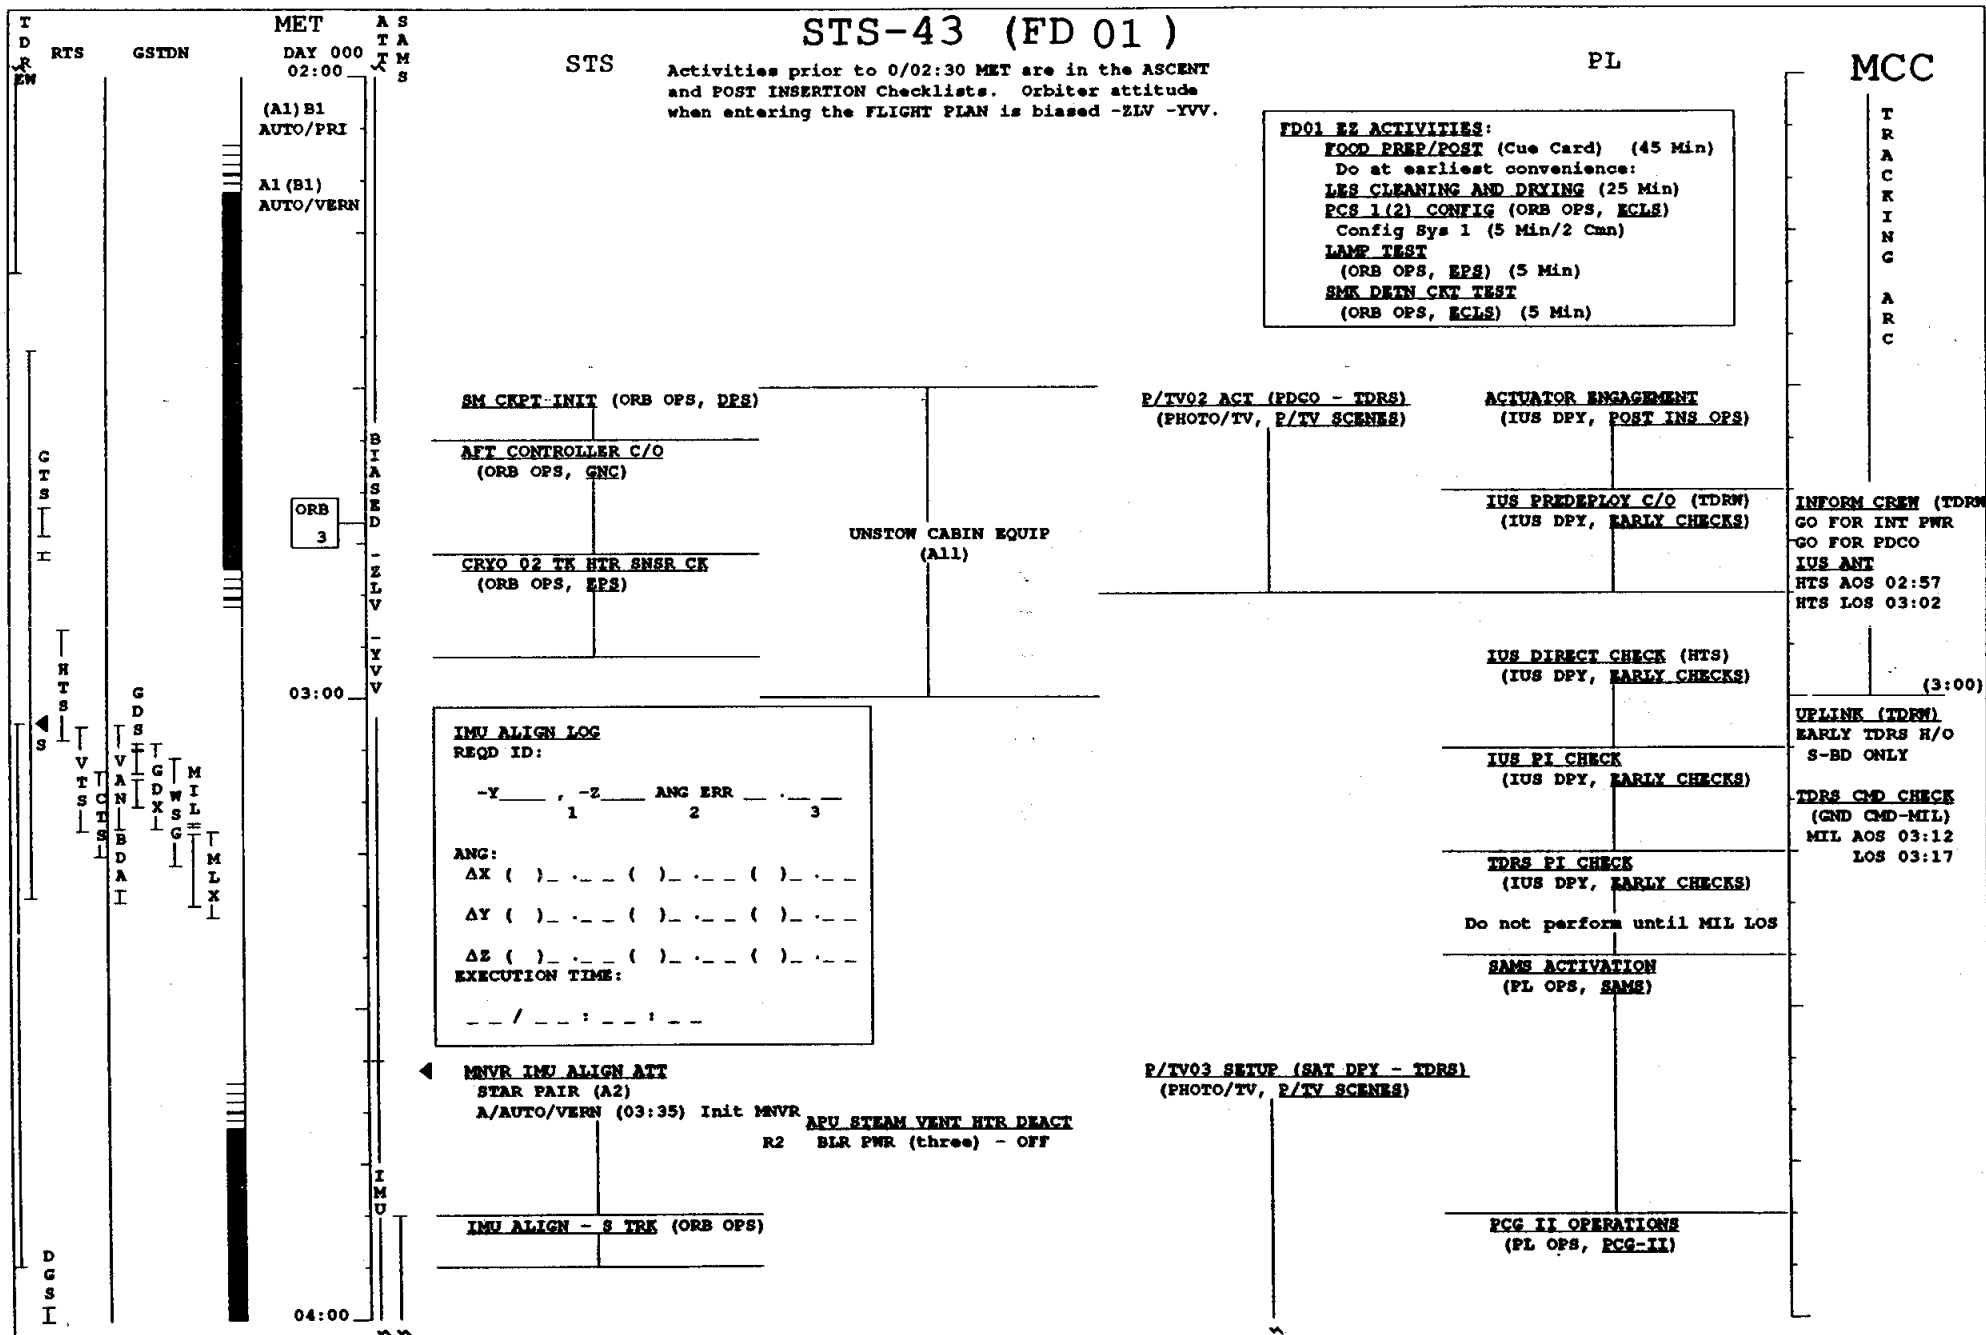 STS-43 (FD 01 )
TDR
EW
RTS
GSTDN
MET
DAY 000
02:00
ATT
SAMS
STS
Activities prior to 0/02:30 MET are in the ASCENT
and POST INSERTION Checklists. Orbiter attitude
when entering the FLIGHT PLAN is biased -ZLV -YVV.
PL
MCC
(A1)B1
AUTO/PRI
A1(B1)
AUTO/VERN
FD01 EZ ACTIVITIES:
FOOD PREP/POST (Cue Card) (45 Min)
Do at earliest convenience:
LES CLEANING AND DRYING (25 Min)
PCS 1(2) CONFIG (ORB OPS, ECLS)
Config Sys 1 (5 Min/2 Cmn)
LAMP TEST
(ORB OPS, EPS) (5 Min)
SMK DETN CKT TEST
(ORB OPS, ECLS) (5 Min)
TRACKING ARC
GTS
ORB
3
BIASED -ZLV -YVV
SM CKPT INIT (ORB OPS, DPS)
AFT CONTROLLER C/O
(ORB OPS, GNC)
CRYO O2 TK HTR SNSR CK
(ORB OPS, EPS)
UNSTOW CABIN EQUIP
(All)
P/TV02 ACT (PDCO - TDRS)
(PHOTO/TV, P/TV SCENES)
ACTUATOR ENGAGEMENT
(IUS DPY, POST INS OPS)
IUS PREDEPLOY C/O (TDRW)
(IUS DPY, EARLY CHECKS)
INFORM CREW (TDRW
GO FOR INT PWR
GO FOR PDCO
IUS ANT
HTS AOS 02:57
HTS LOS 03:02
HTS
03:00
IUS DIRECT CHECK (HTS)
(IUS DPY, EARLY CHECKS)
(3:00)
S
VTS
CTS
GDS
VAN
BDA
GDX
WSG
MIL
MLX
IMU ALIGN LOG
REQD ID:
-Y____ , -Z____ ANG ERR __ .__ __
1 2 3
ANG:
ΔX ( )_ ._ _ ( )_ ._ _ ( )_ ._ _
ΔY ( )_ ._ _ ( )_ ._ _ ( )_ ._ _
ΔZ ( )_ ._ _ ( )_ ._ _ ( )_ ._ _
EXECUTION TIME:
_ _ / _ _ : _ _ : _ _
IUS PI CHECK
(IUS DPY, EARLY CHECKS)
TDRS PI CHECK
(IUS DPY, EARLY CHECKS)
Do not perform until MIL LOS
SAMS ACTIVATION
(PL OPS, SAMS)
UPLINK (TDRW)
EARLY TDRS H/O
S-BD ONLY
TDRS CMD CHECK
(GND CMD-MIL)
MIL AOS 03:12
LOS 03:17
MNVR IMU ALIGN ATT
STAR PAIR (A2)
A/AUTO/VERN (03:35) Init MNVR
APU STEAM VENT HTR DEACT
R2 BLR PWR (three) - OFF
P/TV03 SETUP (SAT DPY - TDRS)
(PHOTO/TV, P/TV SCENES)
IMU
IMU ALIGN - S TRK (ORB OPS)
PCG II OPERATIONS
(PL OPS, PCG-II)
DGS
04:00